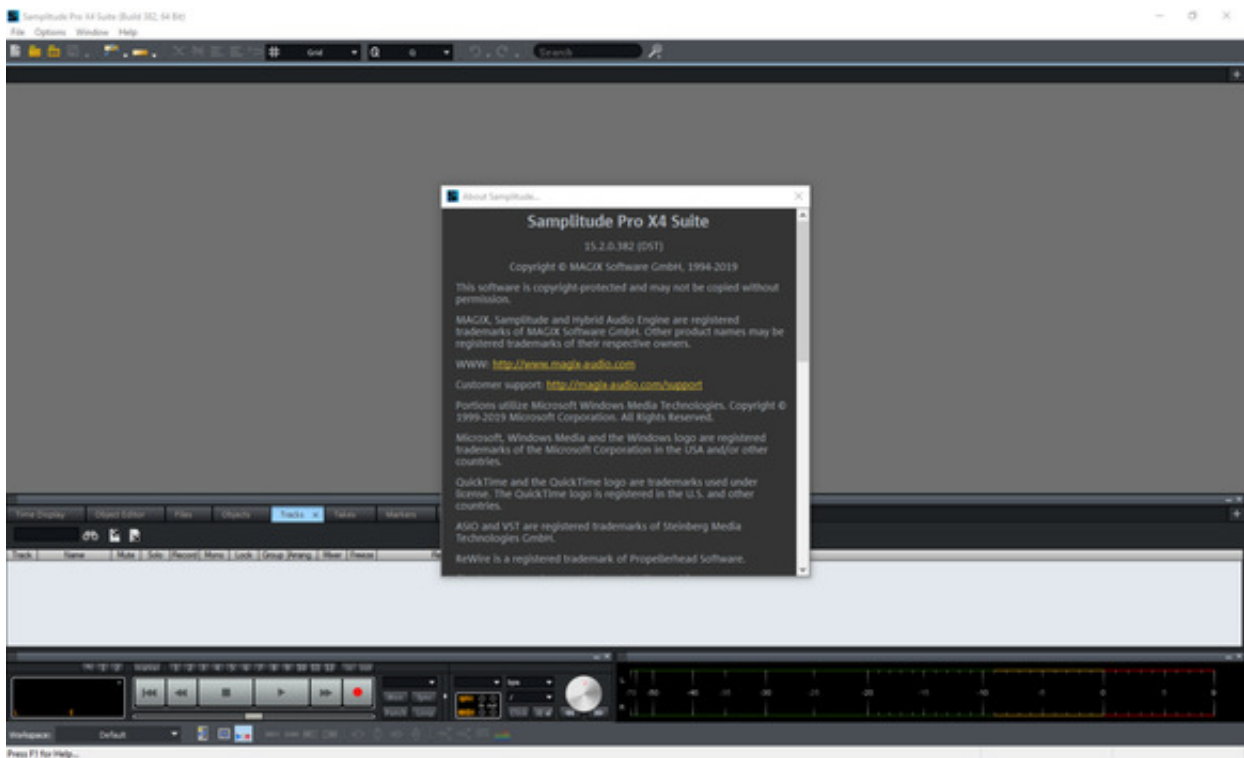 Samplitude Pro X4 Suite (Build 382, 64 Bit)
File Options Window Help
Grid
Q
Search
About Samplitude...
Samplitude Pro X4 Suite
15.2.0.382 (DST)
Copyright © MAGIX Software GmbH, 1994-2019
This software is copyright-protected and may not be copied without
permission.
MAGIX, Samplitude and Hybrid Audio Engine are registered
trademarks of MAGIX Software GmbH. Other product names may be
registered trademarks of their respective owners.
WWW: http://www.magix-audio.com
Customer support: http://magix-audio.com/support
Portions utilize Microsoft Windows Media Technologies. Copyright ©
1999-2019 Microsoft Corporation. All Rights Reserved.
Microsoft, Windows Media and the Windows logo are registered
trademarks of the Microsoft Corporation in the USA and/or other
countries.
QuickTime and the QuickTime logo are trademarks used under
license. The QuickTime logo is registered in the U.S. and other
countries.
ASIO and VST are registered trademarks of Steinberg Media
Technologies GmbH.
ReWire is a registered trademark of Propellerhead Software.
Time Display Object Editor Files Objects Tracks Takes Markers
Track Name Mute Solo Record Mono Lock Group Arrang. Mixer Freeze
bpm
Punch Loop
Click
Workspace: Default
Press F1 for Help...